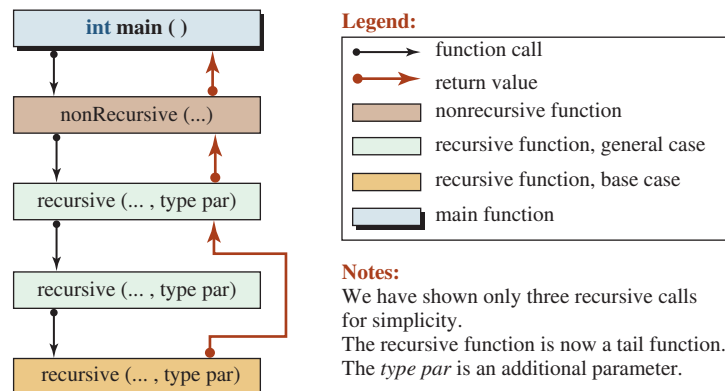 int main ( )
nonRecursive (...)
recursive (... , type par)
recursive (... , type par)
recursive (... , type par)
Legend:
function call
return value
nonrecursive function
recursive function, general case
recursive function, base case
main function
Notes:
We have shown only three recursive calls
for simplicity.
The recursive function is now a tail function.
The type par is an additional parameter.